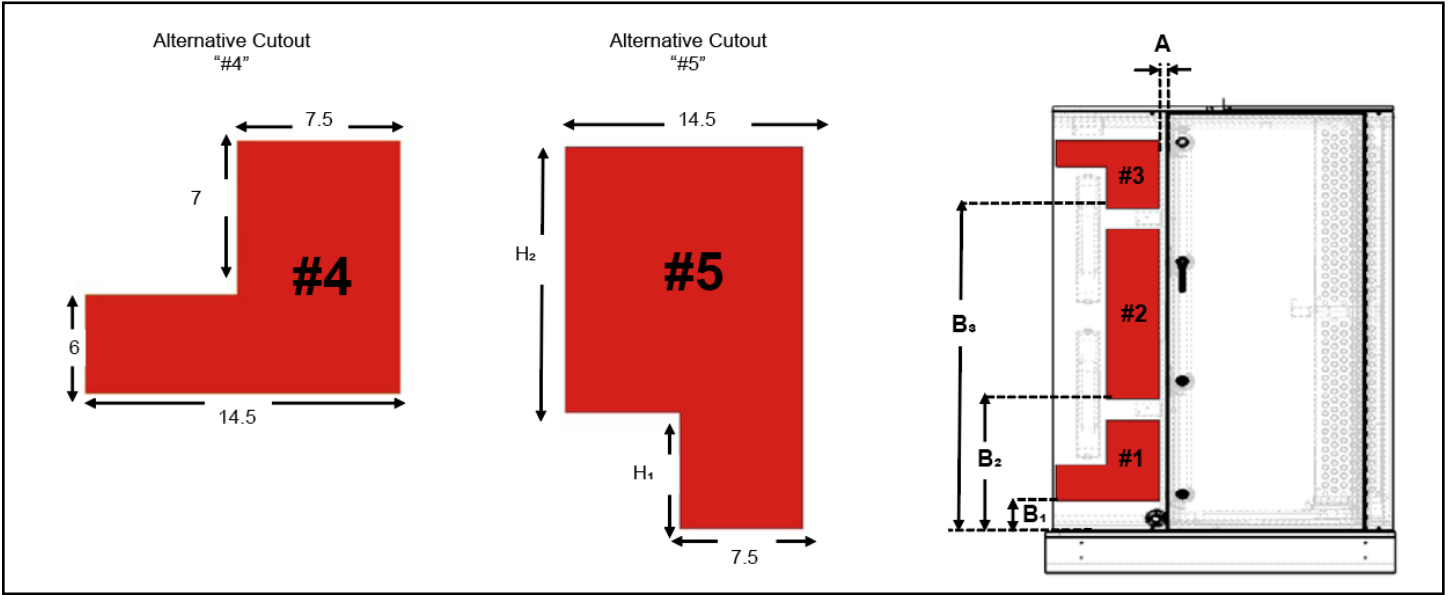 Alternative Cutout
“#4”
7.5
7
#4
6
14.5
Alternative Cutout
“#5”
14.5
H₂
#5
H₁
7.5
A
#3
B₃
#2
B₂
#1
B₁